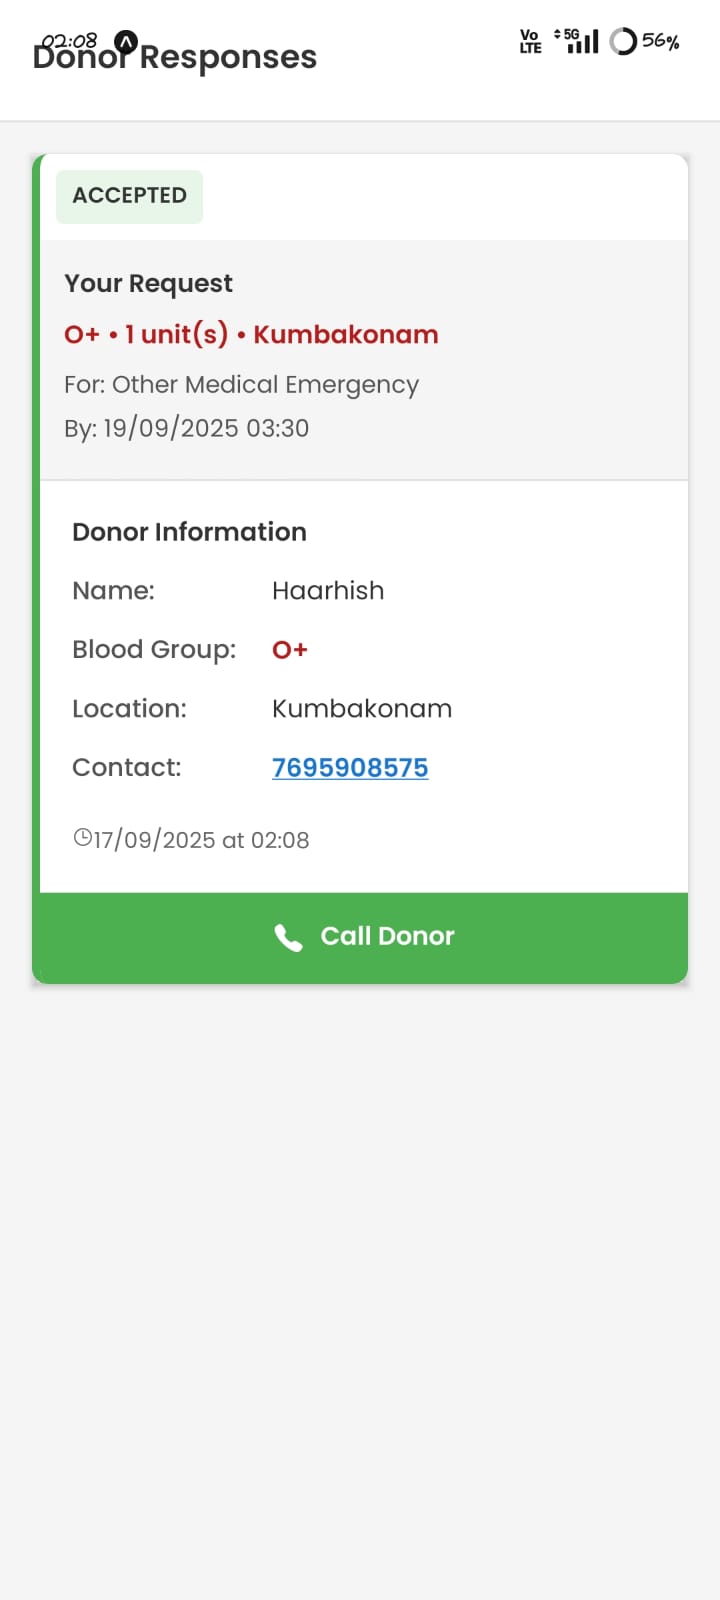 02:08
Vo LTE 5G 56%
Donor Responses
ACCEPTED
Your Request
O+ • 1 unit(s) • Kumbakonam
For: Other Medical Emergency
By: 19/09/2025 03:30
Donor Information
Name: Haarhish
Blood Group: O+
Location: Kumbakonam
Contact: 7695908575
17/09/2025 at 02:08
Call Donor